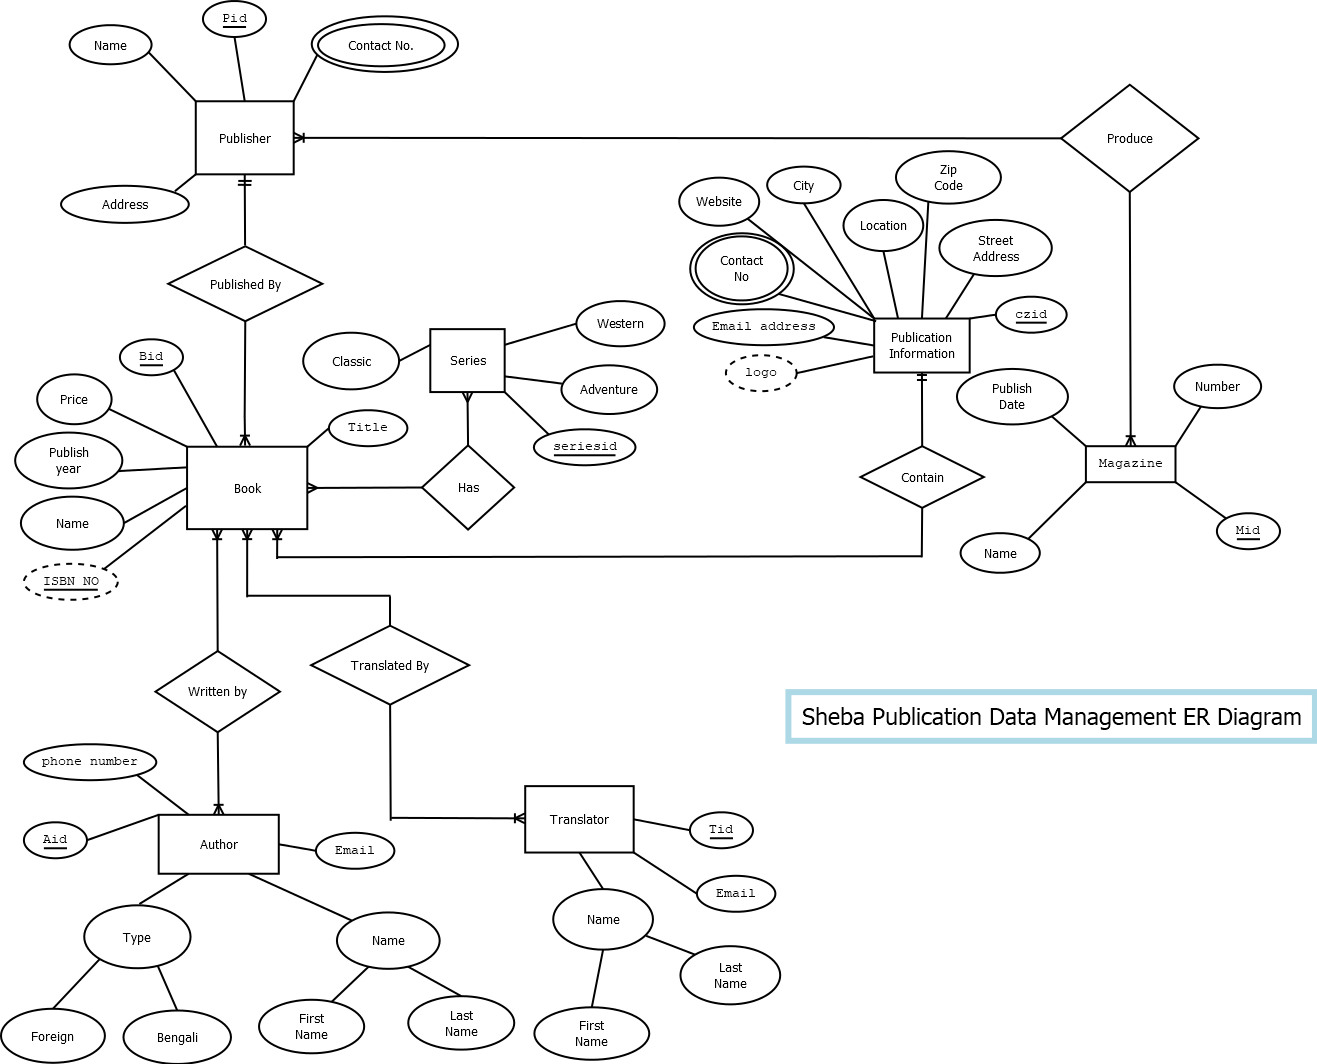 Pid
Name
Contact No.
Publisher
Produce
Address
Zip
Code
City
Website
Location
Street
Address
Contact
No
Published By
czid
Email address
Western
Publication
Information
Classic
Series
Bid
logo
Publish
Date
Number
Adventure
Price
Title
Publish
year
seriesid
Magazine
Book
Has
Contain
Name
Mid
Name
ISBN NO
Translated By
Written by
Sheba Publication Data Management ER Diagram
phone number
Translator
Tid
Aid
Author
Email
Email
Name
Type
Name
Last
Name
First
Name
Last
Name
First
Name
Foreign
Bengali